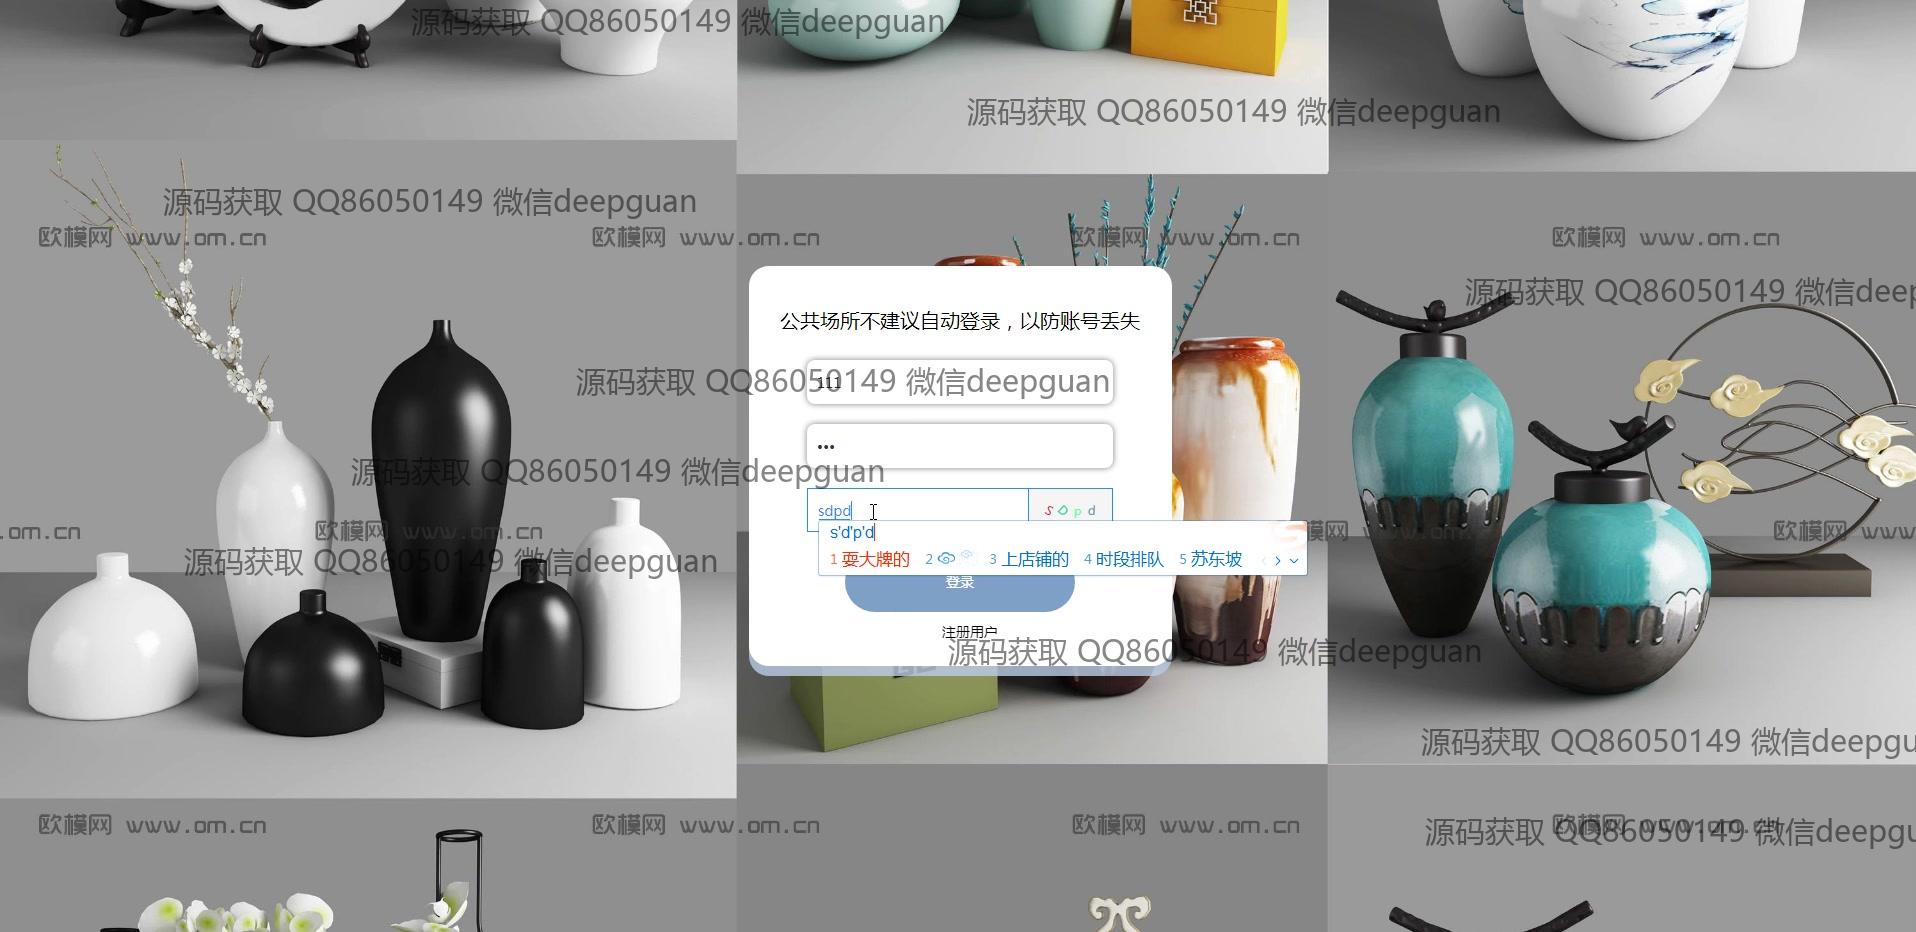 源码获取 QQ86050149 微信deepguan
源码获取 QQ86050149 微信deepguan
源码获取 QQ86050149 微信deepguan
欧模网 www.om.cn
欧模网 www.om.cn
欧模网 www.om.cn
欧模网 www.om.cn
源码获取 QQ86050149 微信deep
公共场所不建议自动登录，以防账号丢失
111
源码获取 QQ86050149 微信deepguan
•••
源码获取 QQ86050149 微信deepguan
sdpd
S D p d
s'd'p'd
om.cn
欧模网 www.om.cn
欧模网 www
源码获取 QQ86050149 微信deepguan
1 耍大牌的 2 3 上店铺的 4 时段排队 5 苏东坡
登录
注册用户
源码获取 QQ86050149 微信deepguan
源码获取 QQ86050149 微信deepgu
欧模网 www.om.cn
欧模网 www.om.cn
欧模网 www.om.cn
欧模网 www.om.cn
源码获取 QQ86050149 微信deepgu